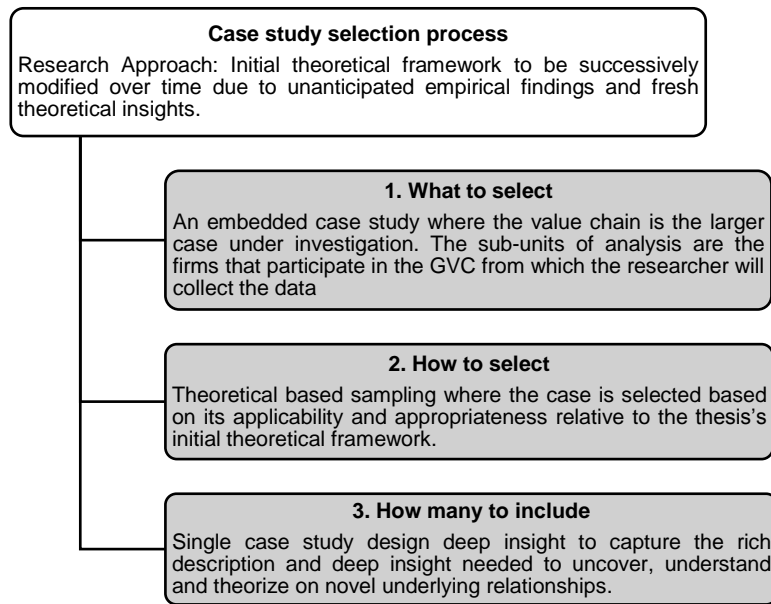 Case study selection process
Research Approach: Initial theoretical framework to be successively
modified over time due to unanticipated empirical findings and fresh
theoretical insights.
1. What to select
An embedded case study where the value chain is the larger
case under investigation. The sub-units of analysis are the
firms that participate in the GVC from which the researcher will
collect the data
2. How to select
Theoretical based sampling where the case is selected based
on its applicability and appropriateness relative to the thesis's
initial theoretical framework.
3. How many to include
Single case study design deep insight to capture the rich
description and deep insight needed to uncover, understand
and theorize on novel underlying relationships.